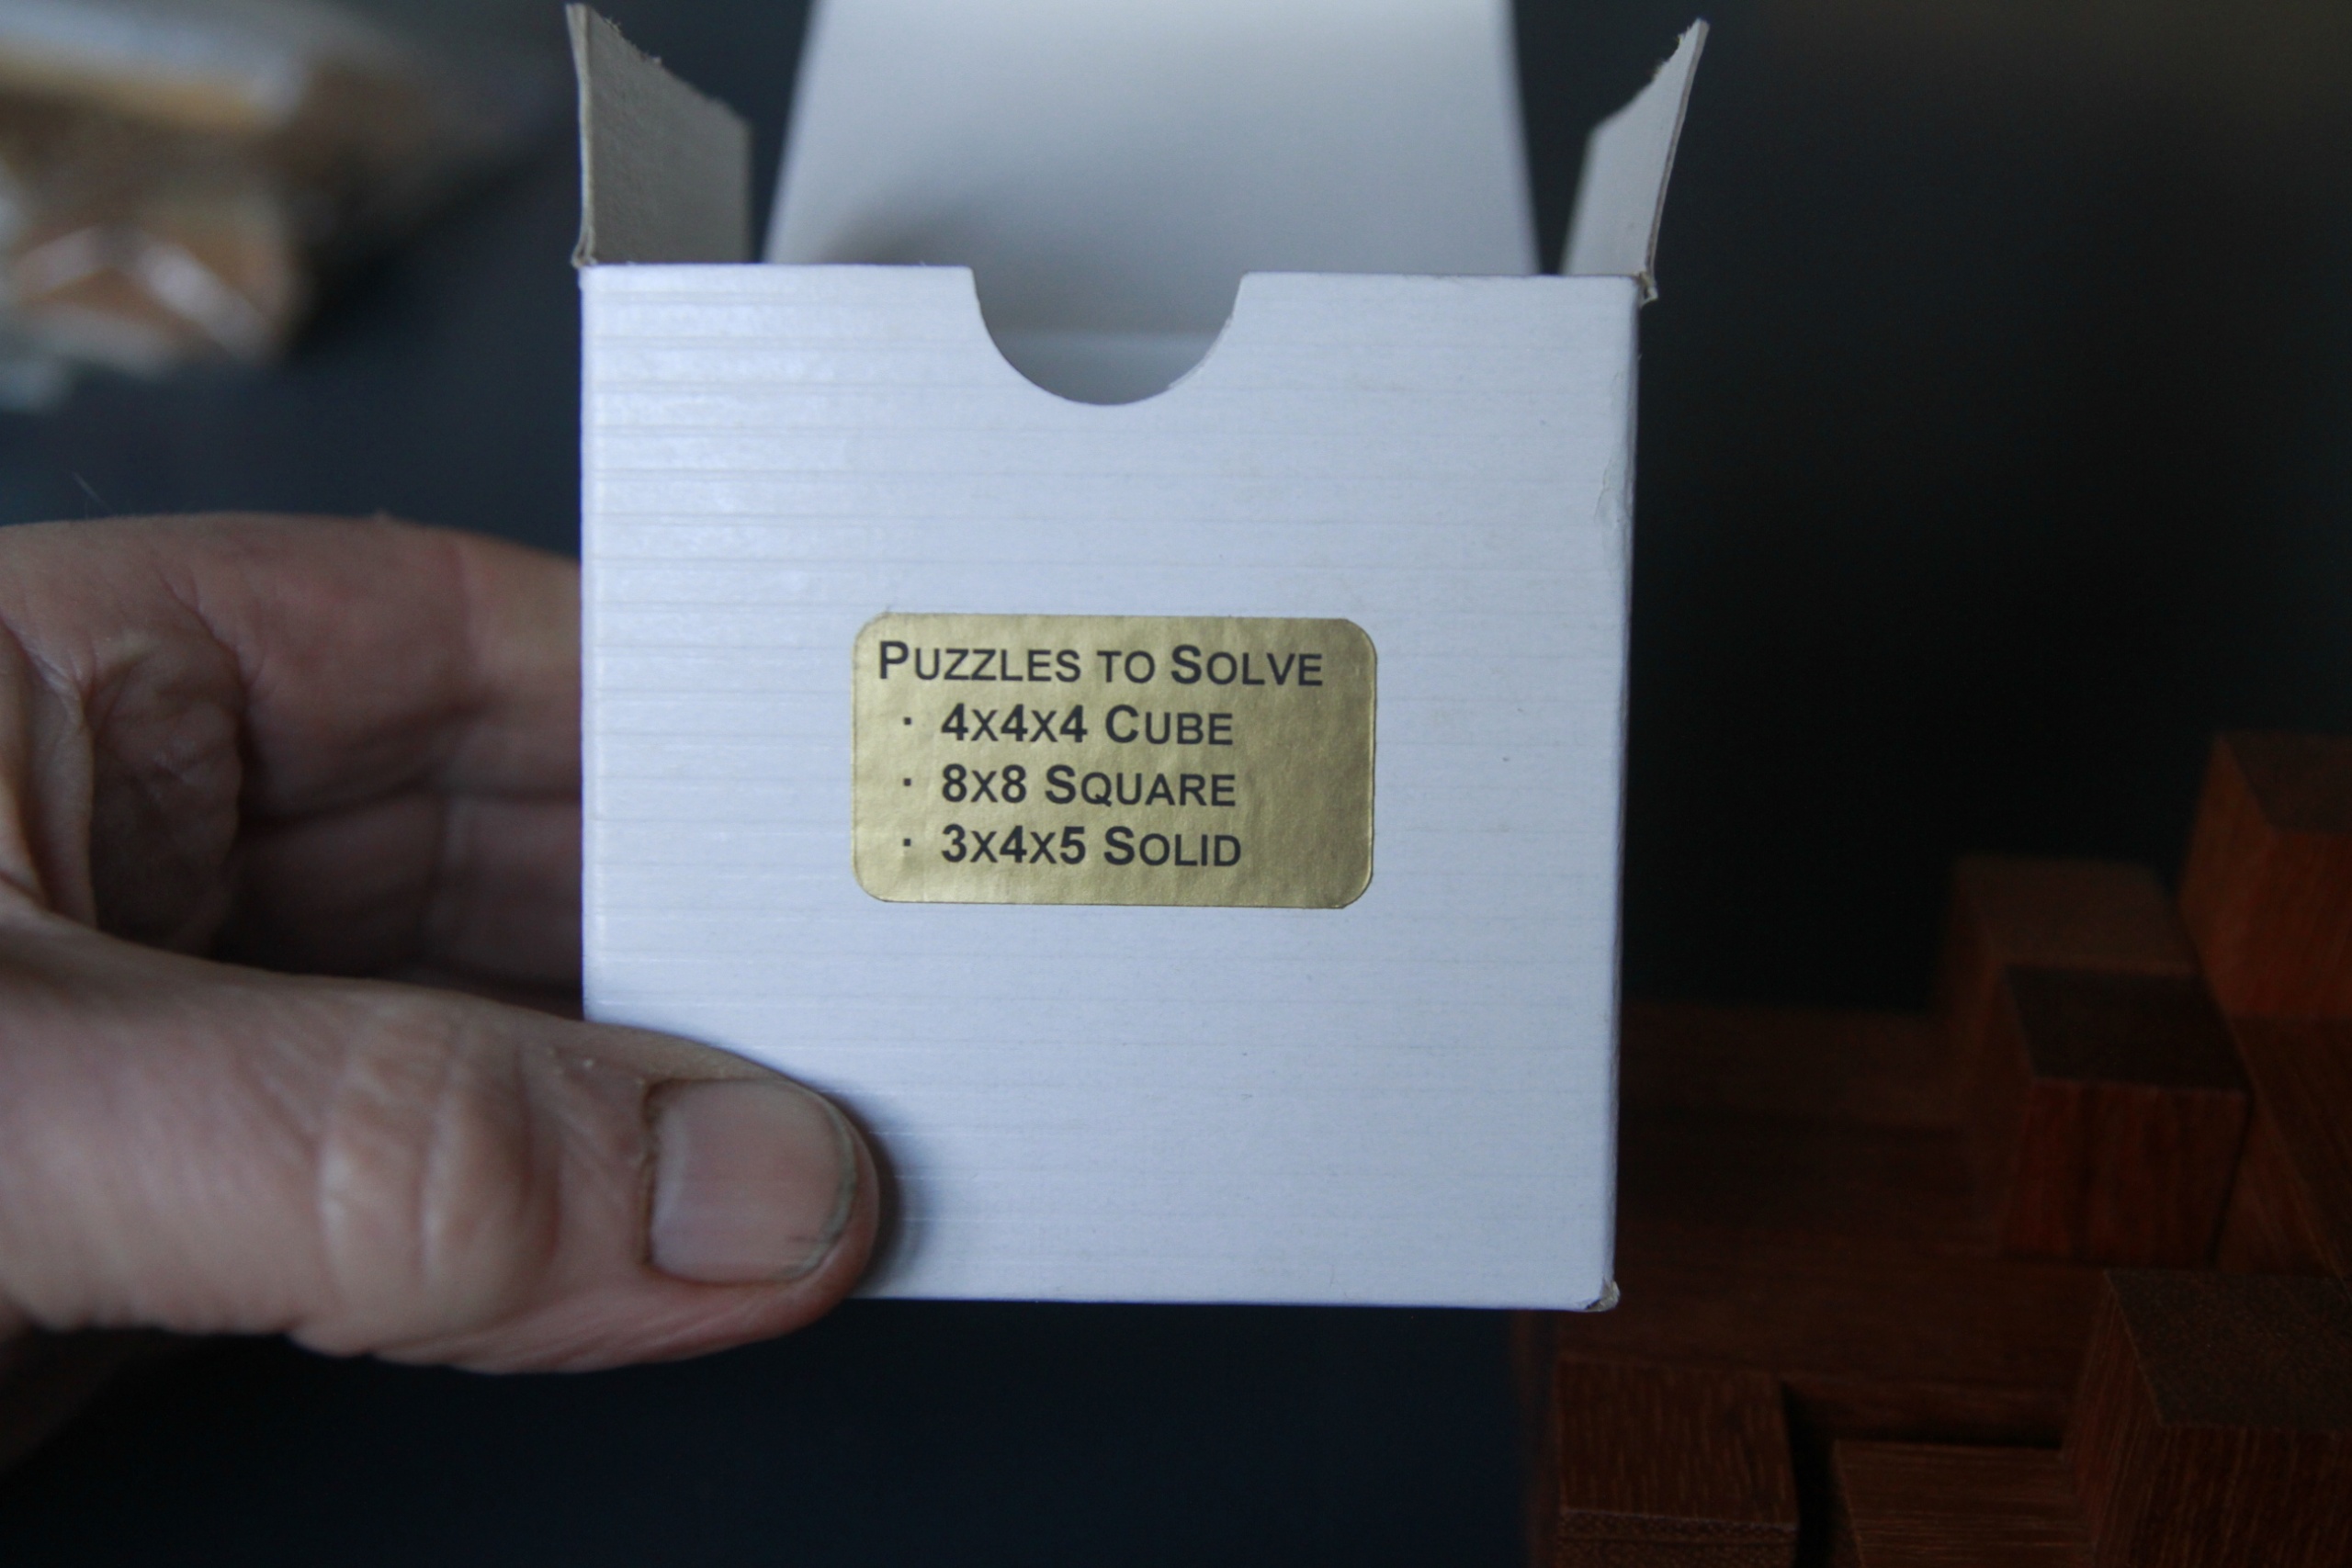 PUZZLES TO SOLVE
· 4X4X4 CUBE
· 8X8 SQUARE
· 3X4X5 SOLID